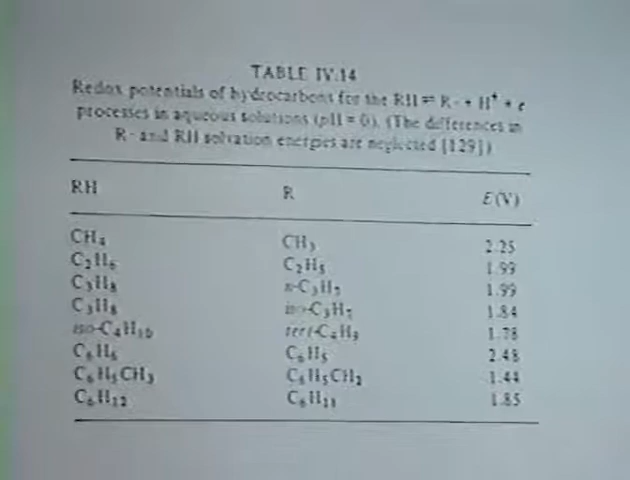 TABLE IV.14
Redox potentials of hydrocarbons for the RH ⇌ R· + H⁺ + e
processes in aqueous solutions (pH = 0). (The differences in
R· and RH solvation energies are neglected [129])
RH R E(V)
CH₄ CH₃ 2.25
C₂H₆ C₂H₅ 1.99
C₃H₈ n-C₃H₇ 1.99
C₃H₈ iso-C₃H₇ 1.84
iso-C₄H₁₀ tert-C₄H₉ 1.78
C₆H₆ C₆H₅ 2.48
C₆H₅CH₃ C₆H₅CH₂ 1.44
C₆H₁₂ C₆H₁₁ 1.85